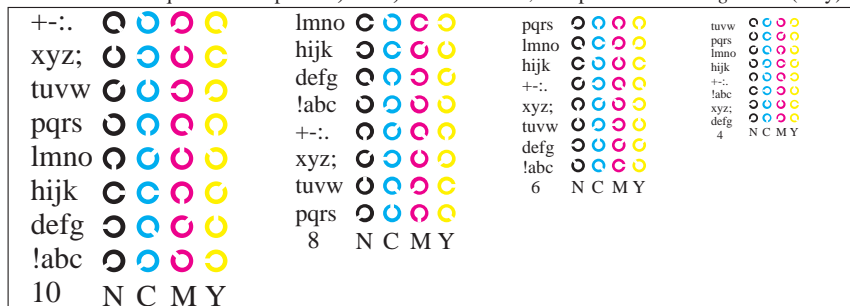 +-:.
xyz;
tuvw
pqrs
lmno
hijk
defg
!abc
10 N C M Y
lmno
hijk
defg
!abc
+-:.
xyz;
tuvw
pqrs
8 N C M Y
pqrs
lmno
hijk
+-:.
xyz;
tuvw
defg
!abc
6 N C M Y
tuvw
pqrs
lmno
hijk
+-:.
!abc
xyz;
defg
4 N C M Y